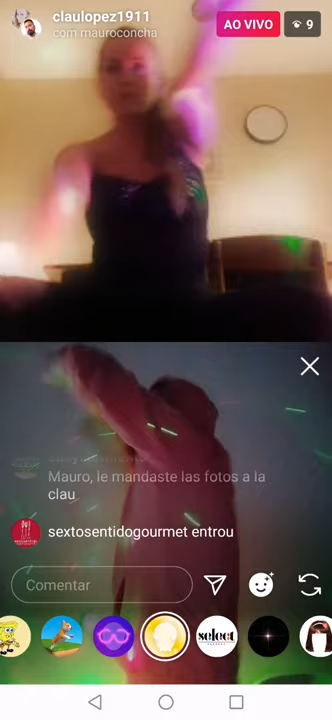 claulopez1911
com mauroconcha
AO VIVO
9
Mauro, le mandaste las fotos a la
clau
sextosentidogourmet entrou
Comentar
select